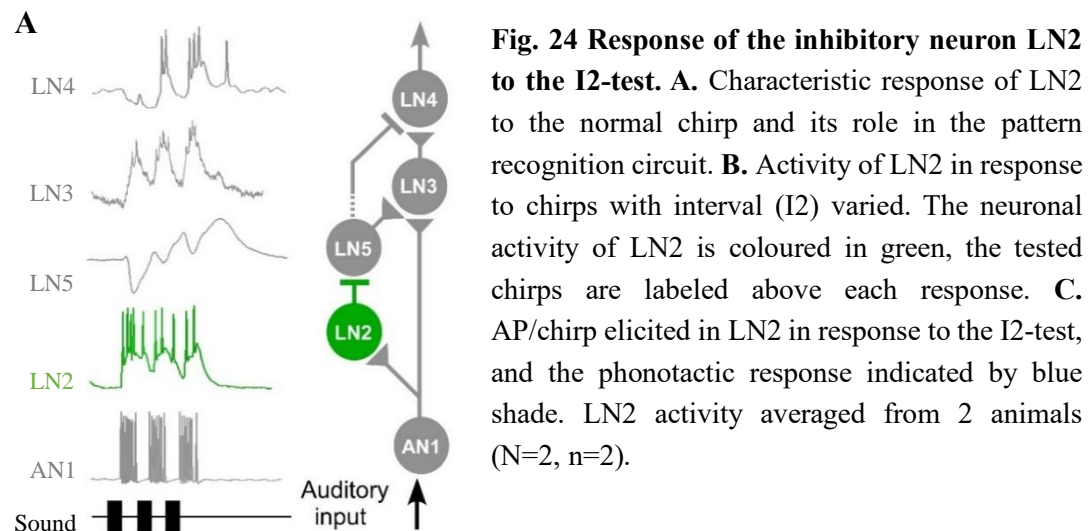 A
LN4
LN3
LN5
LN2
AN1
Sound
LN4
LN3
LN5
LN2
AN1
Auditory
input
Fig. 24 Response of the inhibitory neuron LN2
to the I2-test. A. Characteristic response of LN2
to the normal chirp and its role in the pattern
recognition circuit. B. Activity of LN2 in response
to chirps with interval (I2) varied. The neuronal
activity of LN2 is coloured in green, the tested
chirps are labeled above each response. C.
AP/chirp elicited in LN2 in response to the I2-test,
and the phonotactic response indicated by blue
shade. LN2 activity averaged from 2 animals
(N=2, n=2).